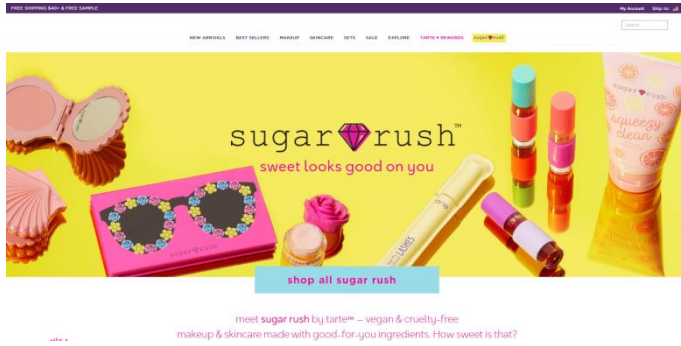 FREE SHIPPING $40+ & FREE SAMPLE
My Account Ship to:
Search
NEW ARRIVALS BEST SELLERS MAKEUP SKINCARE SETS SALE EXPLORE TARTE ♥ REWARDS sugar rush
sugar rush™
sweet looks good on you
sugar rush
squeezy
clean
sugar rush
LASHES
shop all sugar rush
meet sugar rush by tarte™ — vegan & cruelty-free
makeup & skincare made with good-for-you ingredients. How sweet is that?